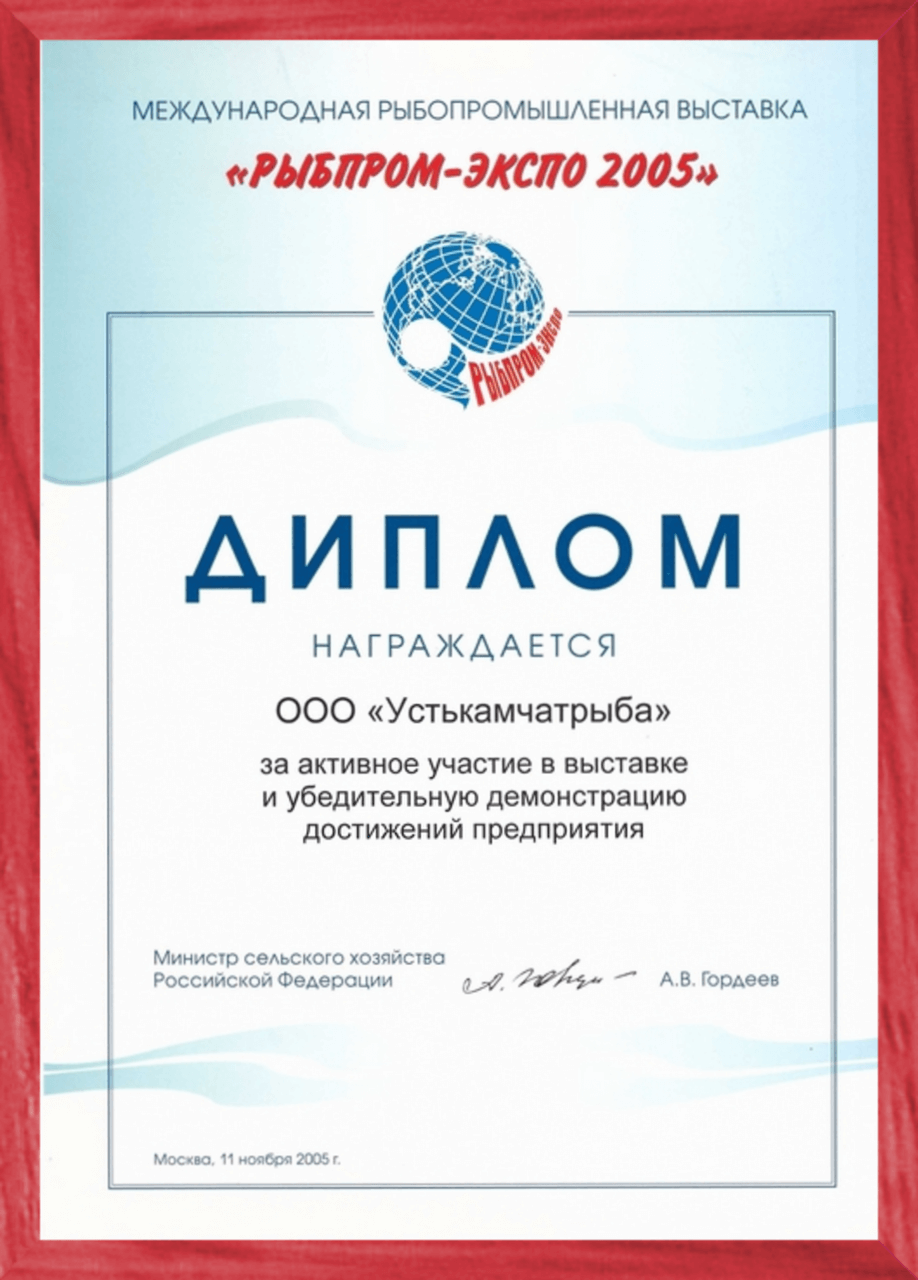 МЕЖДУНАРОДНАЯ РЫБОПРОМЫШЛЕННАЯ ВЫСТАВКА
«РЫБПРОМ-ЭКСПО 2005»
РЫБПРОМ-ЭКСПО
ДИПЛОМ
НАГРАЖДАЕТСЯ
ООО «Устькамчатрыба»
за активное участие в выставке
и убедительную демонстрацию
достижений предприятия
Министр сельского хозяйства
Российской Федерации
А.В. Гордеев
Москва, 11 ноября 2005 г.